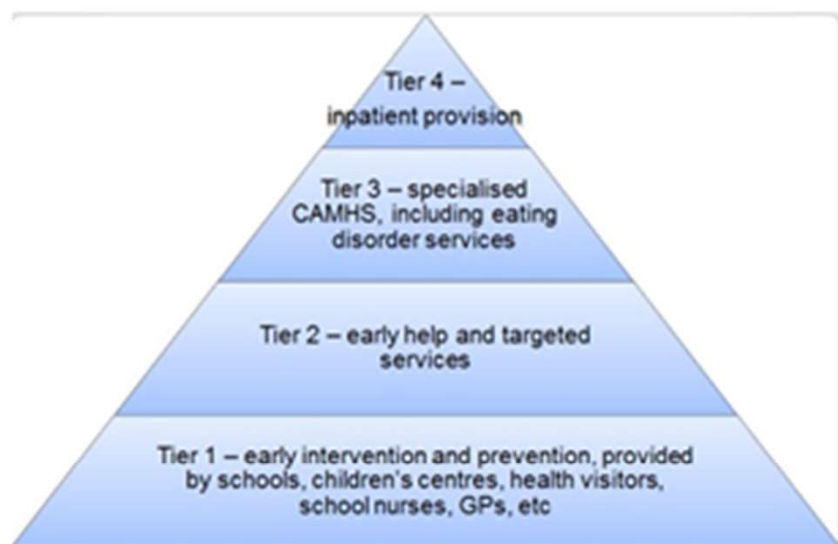 Tier 4 –
inpatient provision
Tier 3 – specialised
CAMHS, including eating
disorder services
Tier 2 – early help and targeted
services
Tier 1 – early intervention and prevention, provided
by schools, children's centres, health visitors,
school nurses, GPs, etc